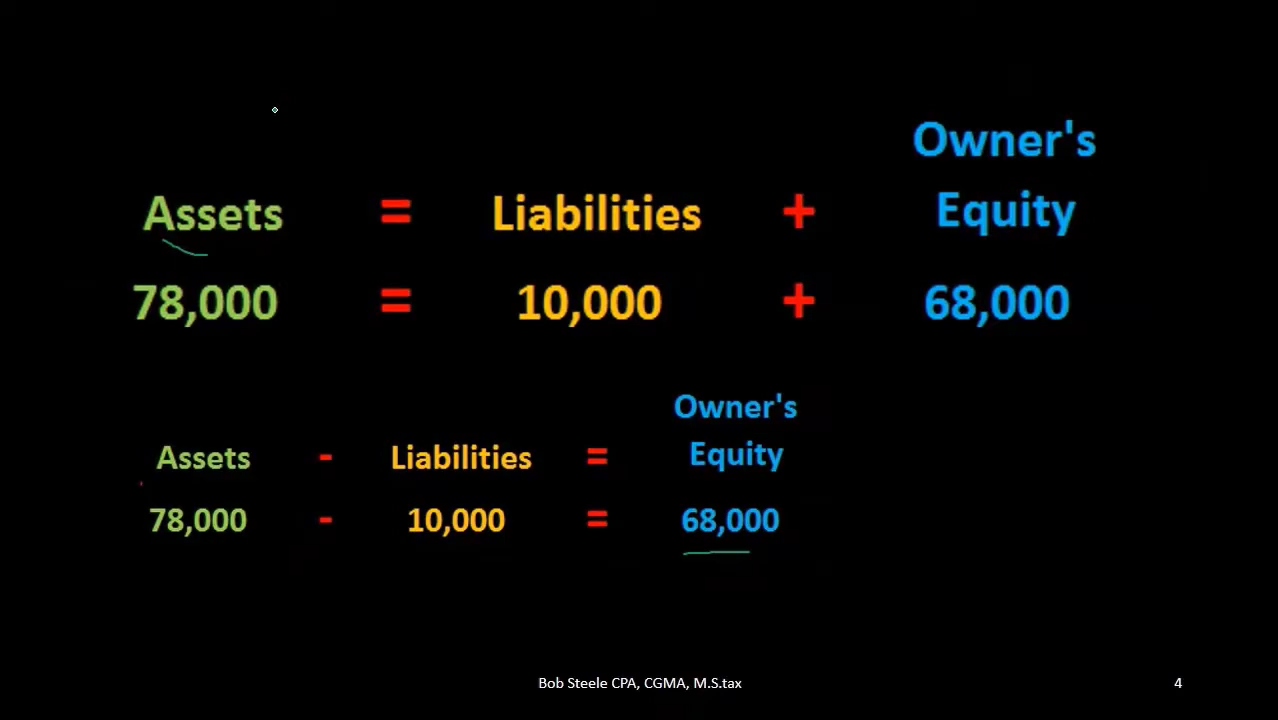 Owner's
Assets = Liabilities + Equity
78,000 = 10,000 + 68,000
Owner's
Assets - Liabilities = Equity
78,000 - 10,000 = 68,000
Bob Steele CPA, CGMA, M.S.tax 4